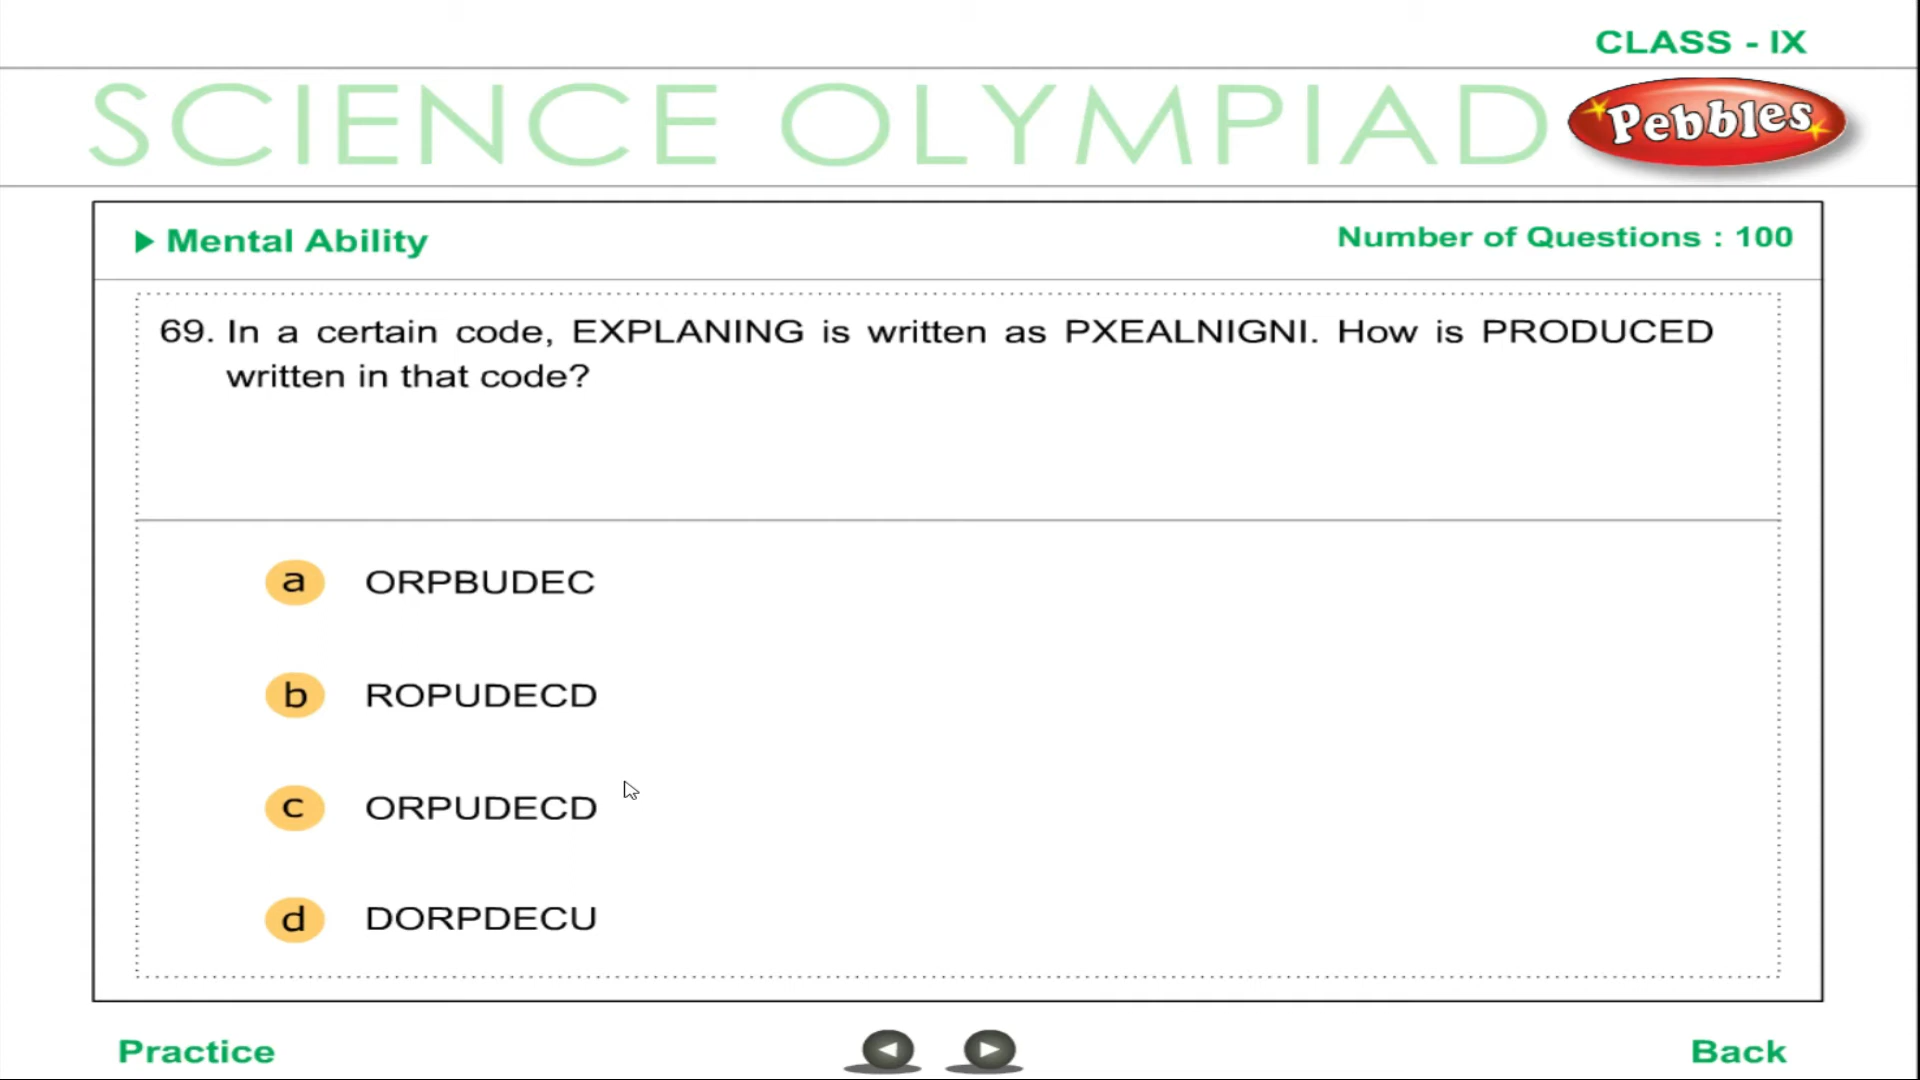 CLASS - IX
SCIENCE OLYMPIAD
Pebbles
Mental Ability
Number of Questions : 100
69. In a certain code, EXPLANING is written as PXEALNIGNI. How is PRODUCED
written in that code?
a ORPBUDEC
b ROPUDECD
c ORPUDECD
d DORPDECU
Practice
Back